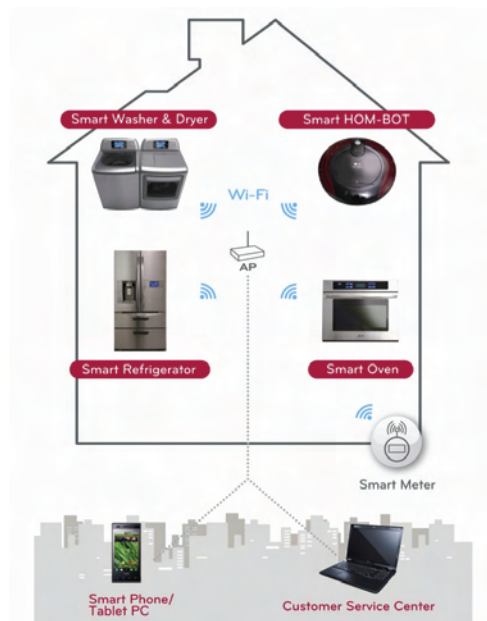 Smart Washer & Dryer
Smart HOM-BOT
Wi-Fi
AP
Smart Refrigerator
Smart Oven
Smart Meter
Smart Phone/
Tablet PC
Customer Service Center